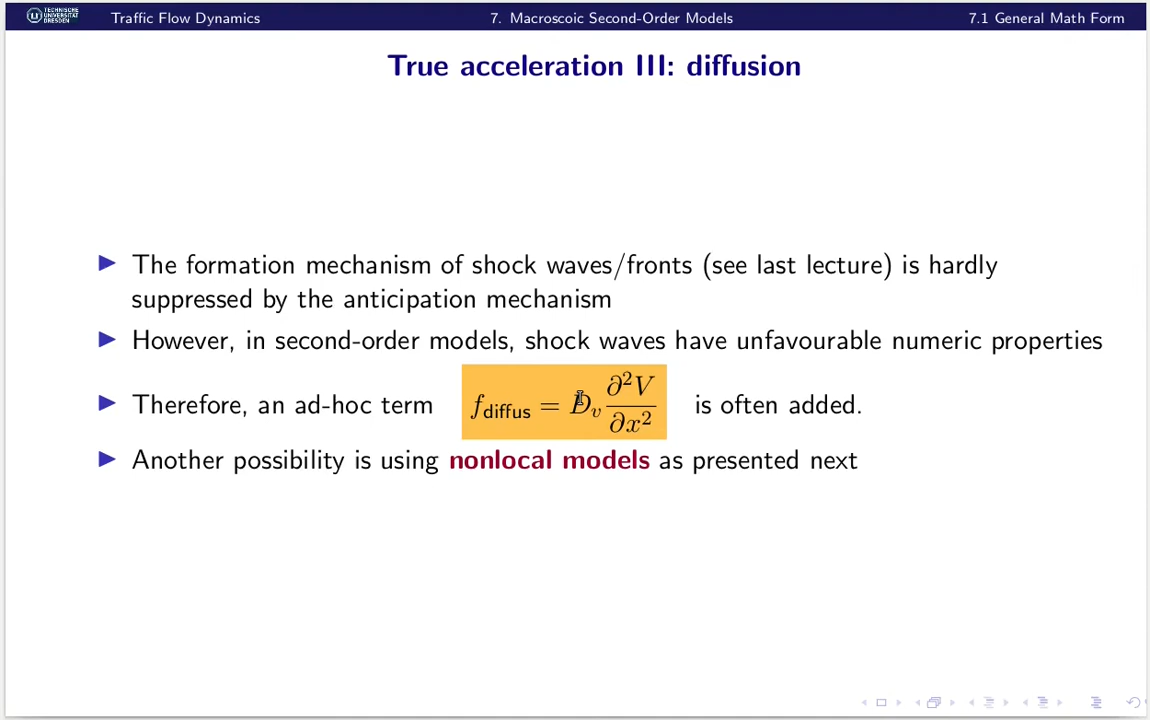 TECHNISCHE UNIVERSITÄT DRESDEN
Traffic Flow Dynamics 7. Macroscoic Second-Order Models 7.1 General Math Form
True acceleration III: diffusion
▶ The formation mechanism of shock waves/fronts (see last lecture) is hardly
suppressed by the anticipation mechanism
▶ However, in second-order models, shock waves have unfavourable numeric properties
▶ Therefore, an ad-hoc term f_diffus = D_v ∂²V/∂x² is often added.
▶ Another possibility is using nonlocal models as presented next